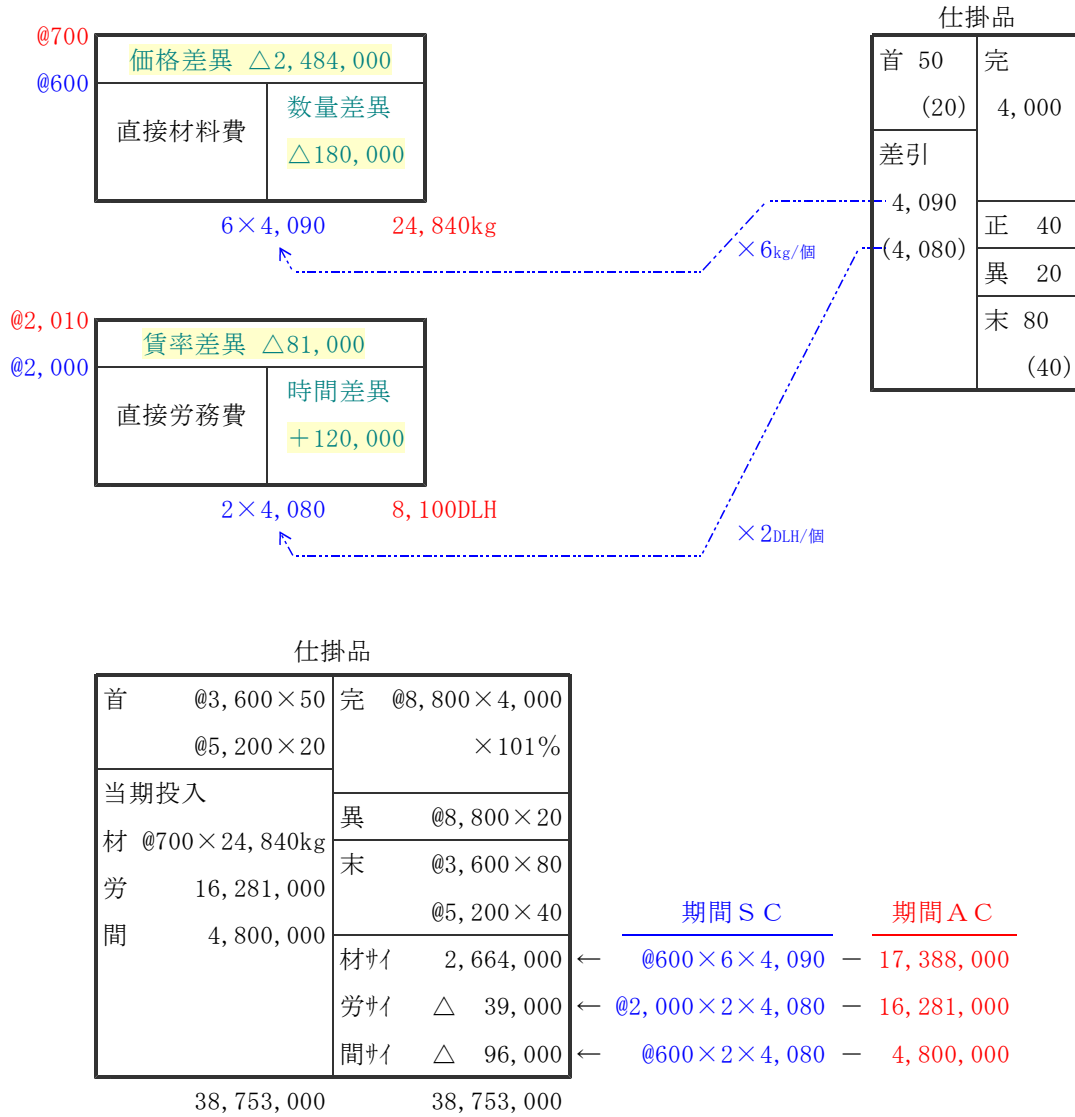 仕掛品
@700
価格差異 △2,484,000
@600
直接材料費
数量差異
△180,000
6×4,090
24,840kg
首 50
(20)
差引
4,090
(4,080)
完
4,000
正 40
異 20
末 80
(40)
×6kg/個
@2,010
賃率差異 △81,000
@2,000
直接労務費
時間差異
＋120,000
2×4,080
8,100DLH
×2DLH/個
仕掛品
首 @3,600×50
@5,200×20
当期投入
材 @700×24,840kg
労 16,281,000
間 4,800,000
38,753,000
完 @8,800×4,000
×101%
異 @8,800×20
末 @3,600×80
@5,200×40
期間ＳＣ 期間ＡＣ
材ｻｲ 2,664,000 ← @600×6×4,090 － 17,388,000
労ｻｲ △ 39,000 ← @2,000×2×4,080 － 16,281,000
間ｻｲ △ 96,000 ← @600×2×4,080 － 4,800,000
38,753,000